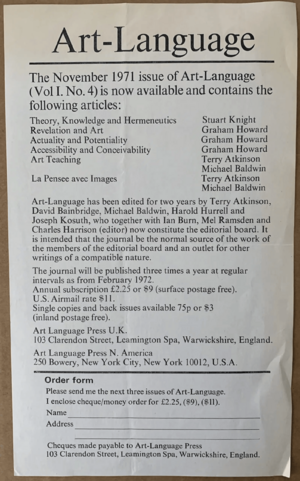 Art-Language
The November 1971 issue of Art-Language
(Vol I. No. 4) is now available and contains the
following articles:
Theory, Knowledge and Hermeneutics Stuart Knight
Revelation and Art Graham Howard
Actuality and Potentiality Graham Howard
Accessibility and Conceivability Graham Howard
Art Teaching Terry Atkinson
Michael Baldwin
La Pensee avec Images Terry Atkinson
Michael Baldwin
Art-Language has been edited for two years by Terry Atkinson,
David Bainbridge, Michael Baldwin, Harold Hurrell and
Joseph Kosuth, who together with Ian Burn, Mel Ramsden and
Charles Harrison (editor) now constitute the editorial board. It
is intended that the journal be the normal source of the work of
the members of the editorial board and an outlet for other
writings of a compatible nature.
The journal will be published three times a year at regular
intervals as from February 1972.
Annual subscription £2.25 or $9 (surface postage free).
U.S. Airmail rate $11.
Single copies and back issues available 75p or $3
(inland postage free).
Art Language Press U.K.
103 Clarendon Street, Leamington Spa, Warwickshire, England.
Art Language Press N. America
250 Bowery, New York City, New York 10012, U.S.A.
Order form
Please send me the next three issues of Art-Language.
I enclose cheque/money order for £2.25, ($9), ($11).
Name
Address
Cheques made payable to Art-Language Press
103 Clarendon Street, Leamington Spa, Warwickshire, England.